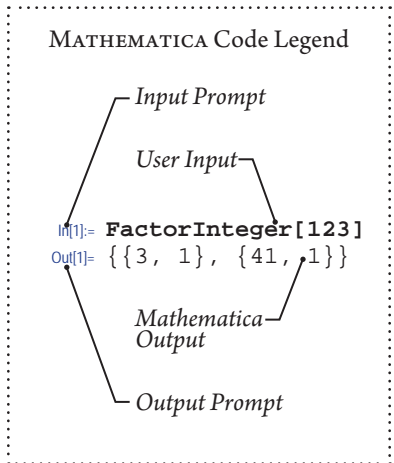 MATHEMATICA Code Legend
Input Prompt
User Input
In[1]:= FactorInteger[123]
Out[1]= {{3, 1}, {41, 1}}
Mathematica
Output
Output Prompt